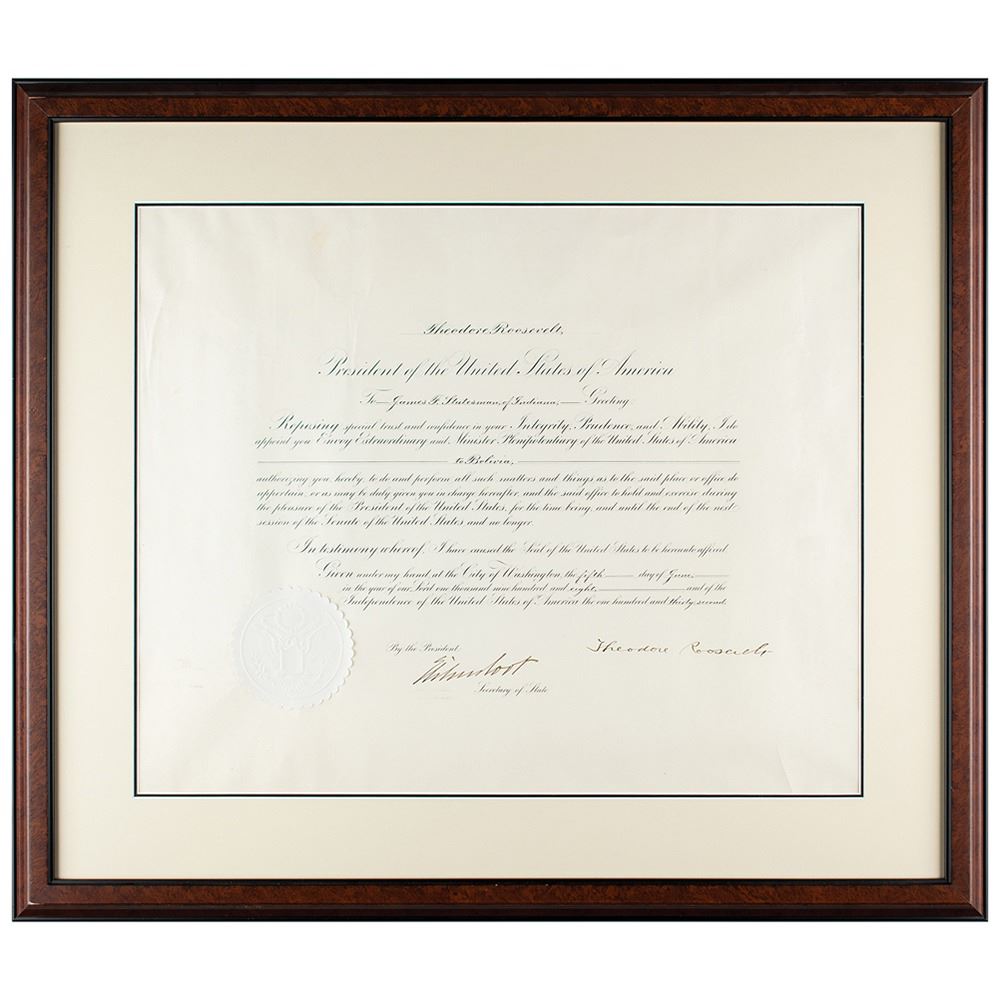 Theodore Roosevelt,
President of the United States of America
To James F. Stutesman, of Indiana, Greeting:
Reposing special trust and confidence in your Integrity, Prudence, and Ability, I do
appoint you Envoy Extraordinary and Minister Plenipotentiary of the United States of America
to Bolivia,
authorizing you, hereby, to do and perform all such matters and things as to the said place or office do
appertain, or as may be duly given you in charge hereafter, and the said office to hold and exercise during
the pleasure of the President of the United States, for the time being, and until the end of the next
session of the Senate of the United States and no longer.
In testimony whereof, I have caused the Seal of the United States to be hereunto affixed.
Given under my hand, at the City of Washington, the fifth day of June,
in the year of our Lord one thousand nine hundred and eight, and of the
Independence of the United States of America the one hundred and thirty-second.
By the President:
Theodore Roosevelt
Elihu Root
Secretary of State.